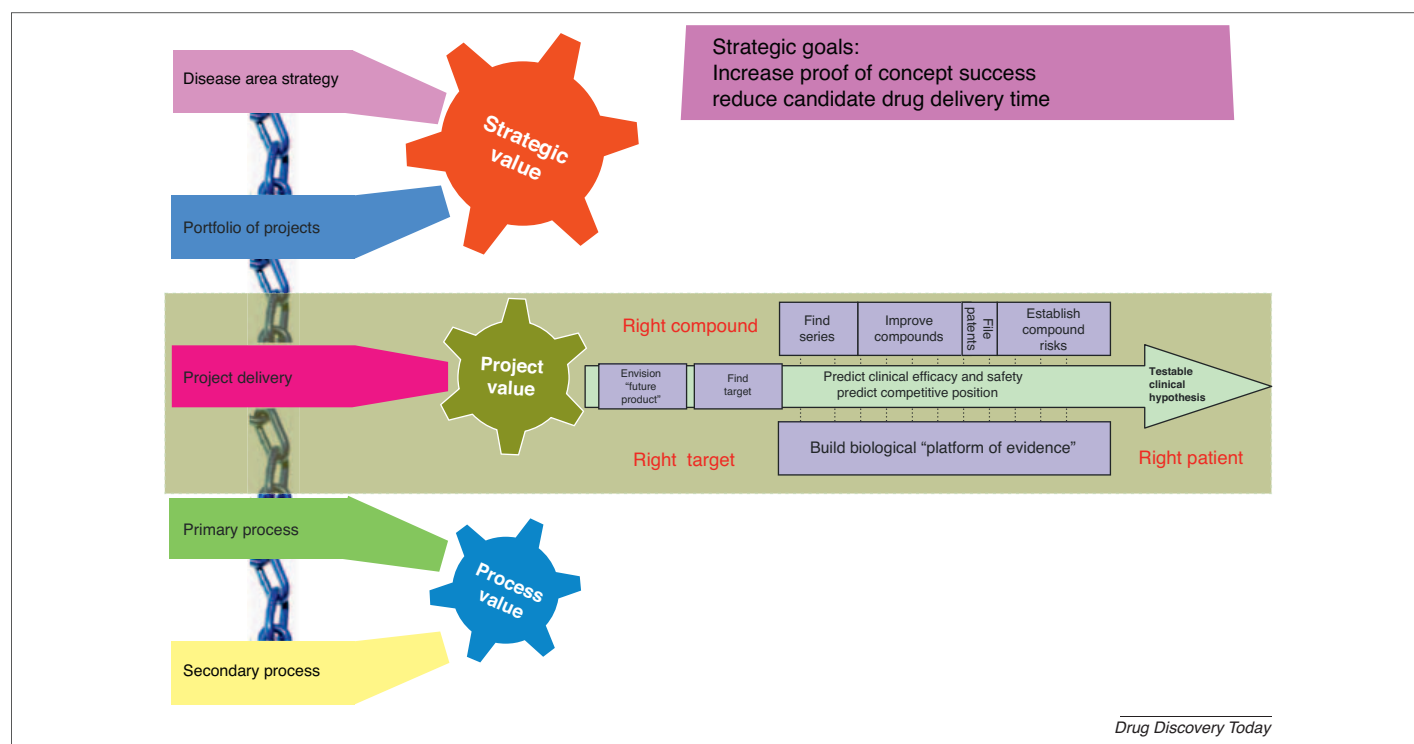 Disease area strategy
Strategic
value
Strategic goals:
Increase proof of concept success
reduce candidate drug delivery time
Portfolio of projects
Project delivery
Project
value
Right compound
Find
series
Improve
compounds
File
patents
Establish
compound
risks
Envision
“future
product”
Find
target
Predict clinical efficacy and safety
predict competitive position
Testable
clinical
hypothesis
Right target
Build biological “platform of evidence”
Right patient
Primary process
Process
value
Secondary process
Drug Discovery Today